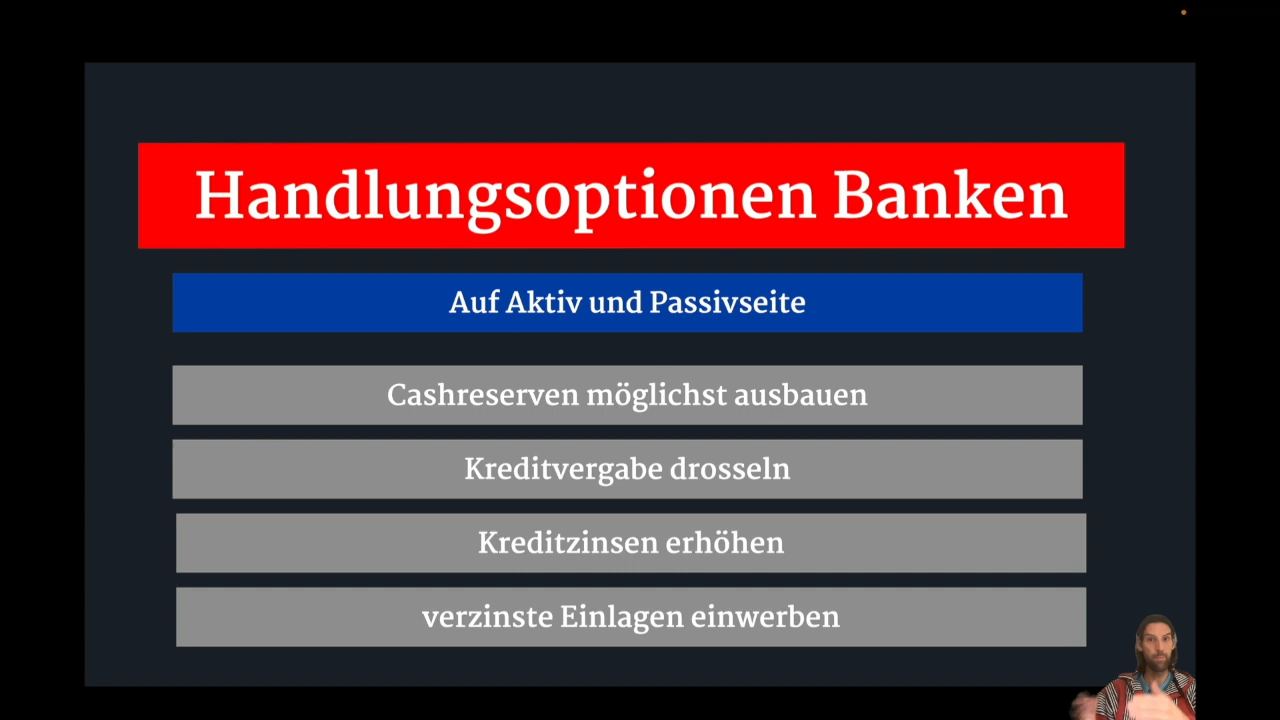 Handlungsoptionen Banken
Auf Aktiv und Passivseite
Cashreserven möglichst ausbauen
Kreditvergabe drosseln
Kreditzinsen erhöhen
verzinste Einlagen einwerben